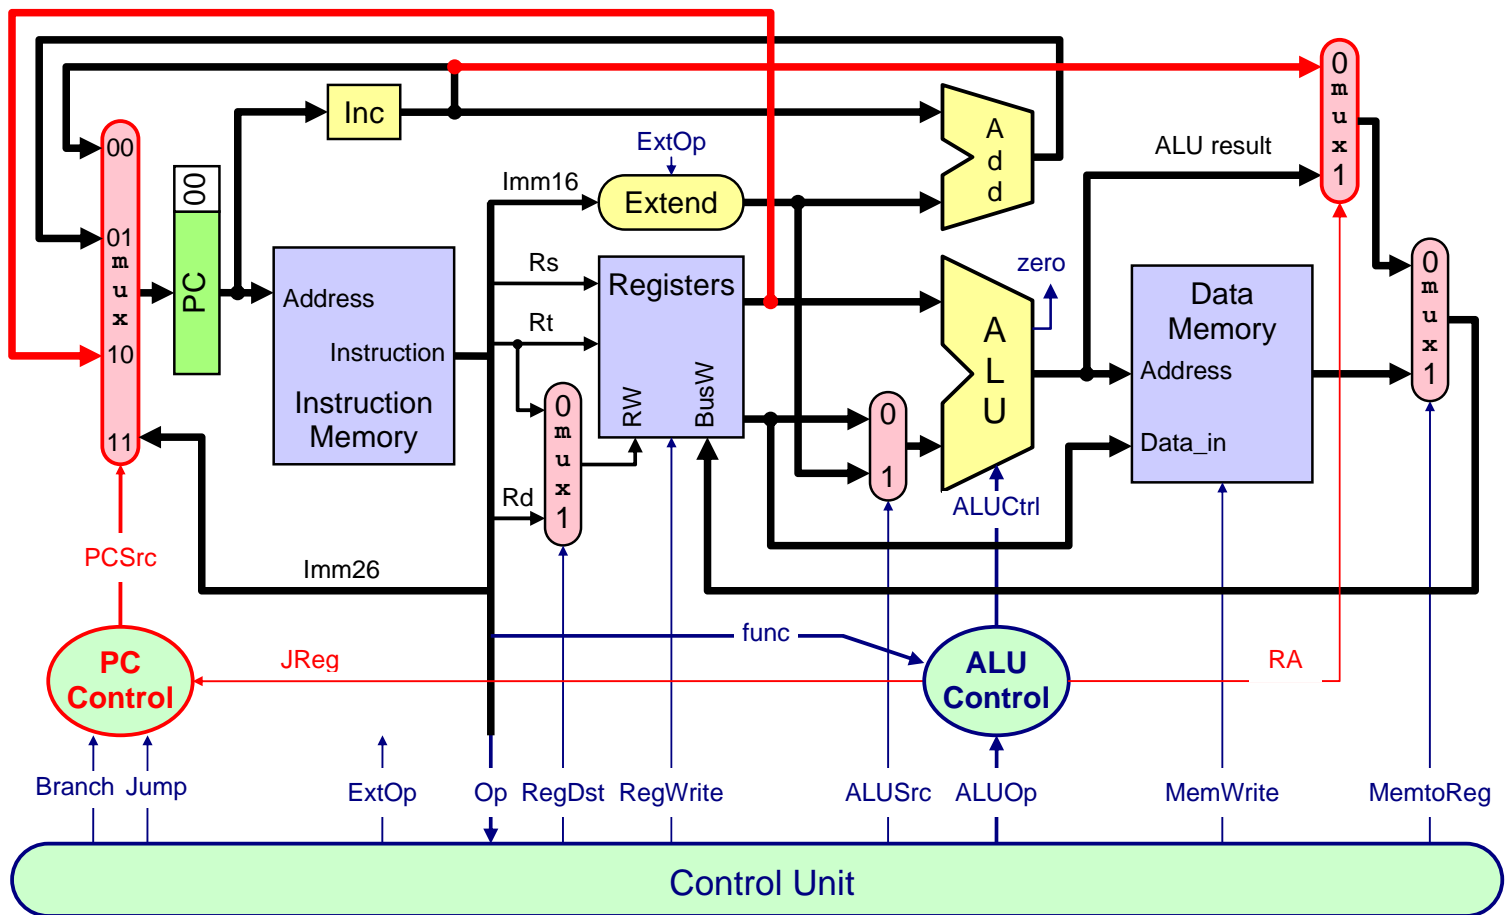 0
m
u
x
1
Inc
ExtOp
ALU result
00
00
Imm16
Extend
A
d
d
01
m
u
x
10
11
PC
Address
Instruction
Instruction
Memory
Rs
Rt
Rd
Registers
RW
BusW
zero
A
L
U
Data
Memory
Address
Data_in
0
m
u
x
1
0
m
u
x
1
0
1
ALUCtrl
PCSrc
Imm26
func
PC
Control
JReg
ALU
Control
RA
Branch
Jump
ExtOp
Op
RegDst
RegWrite
ALUSrc
ALUOp
MemWrite
MemtoReg
Control Unit